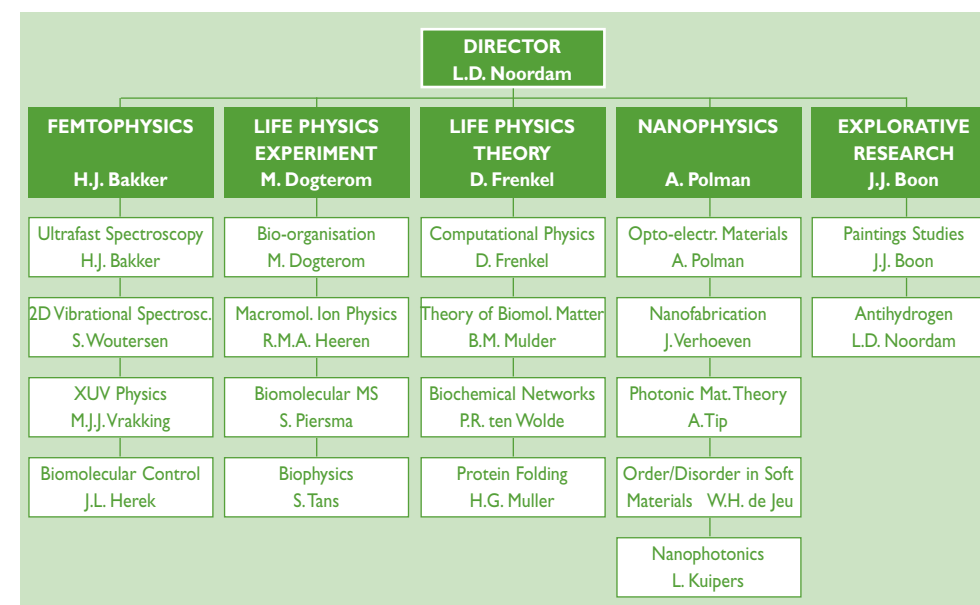 DIRECTOR
L.D. Noordam
FEMTOPHYSICS
H.J. Bakker
LIFE PHYSICS
EXPERIMENT
M. Dogterom
LIFE PHYSICS
THEORY
D. Frenkel
NANOPHYSICS
A. Polman
EXPLORATIVE
RESEARCH
J.J. Boon
Ultrafast Spectroscopy
H.J. Bakker
2D Vibrational Spectrosc.
S. Woutersen
XUV Physics
M.J.J. Vrakking
Biomolecular Control
J.L. Herek
Bio-organisation
M. Dogterom
Macromol. Ion Physics
R.M.A. Heeren
Biomolecular MS
S. Piersma
Biophysics
S. Tans
Computational Physics
D. Frenkel
Theory of Biomol. Matter
B.M. Mulder
Biochemical Networks
P.R. ten Wolde
Protein Folding
H.G. Muller
Opto-electr. Materials
A. Polman
Nanofabrication
J. Verhoeven
Photonic Mat. Theory
A. Tip
Order/Disorder in Soft
Materials W.H. de Jeu
Nanophotonics
L. Kuipers
Paintings Studies
J.J. Boon
Antihydrogen
L.D. Noordam